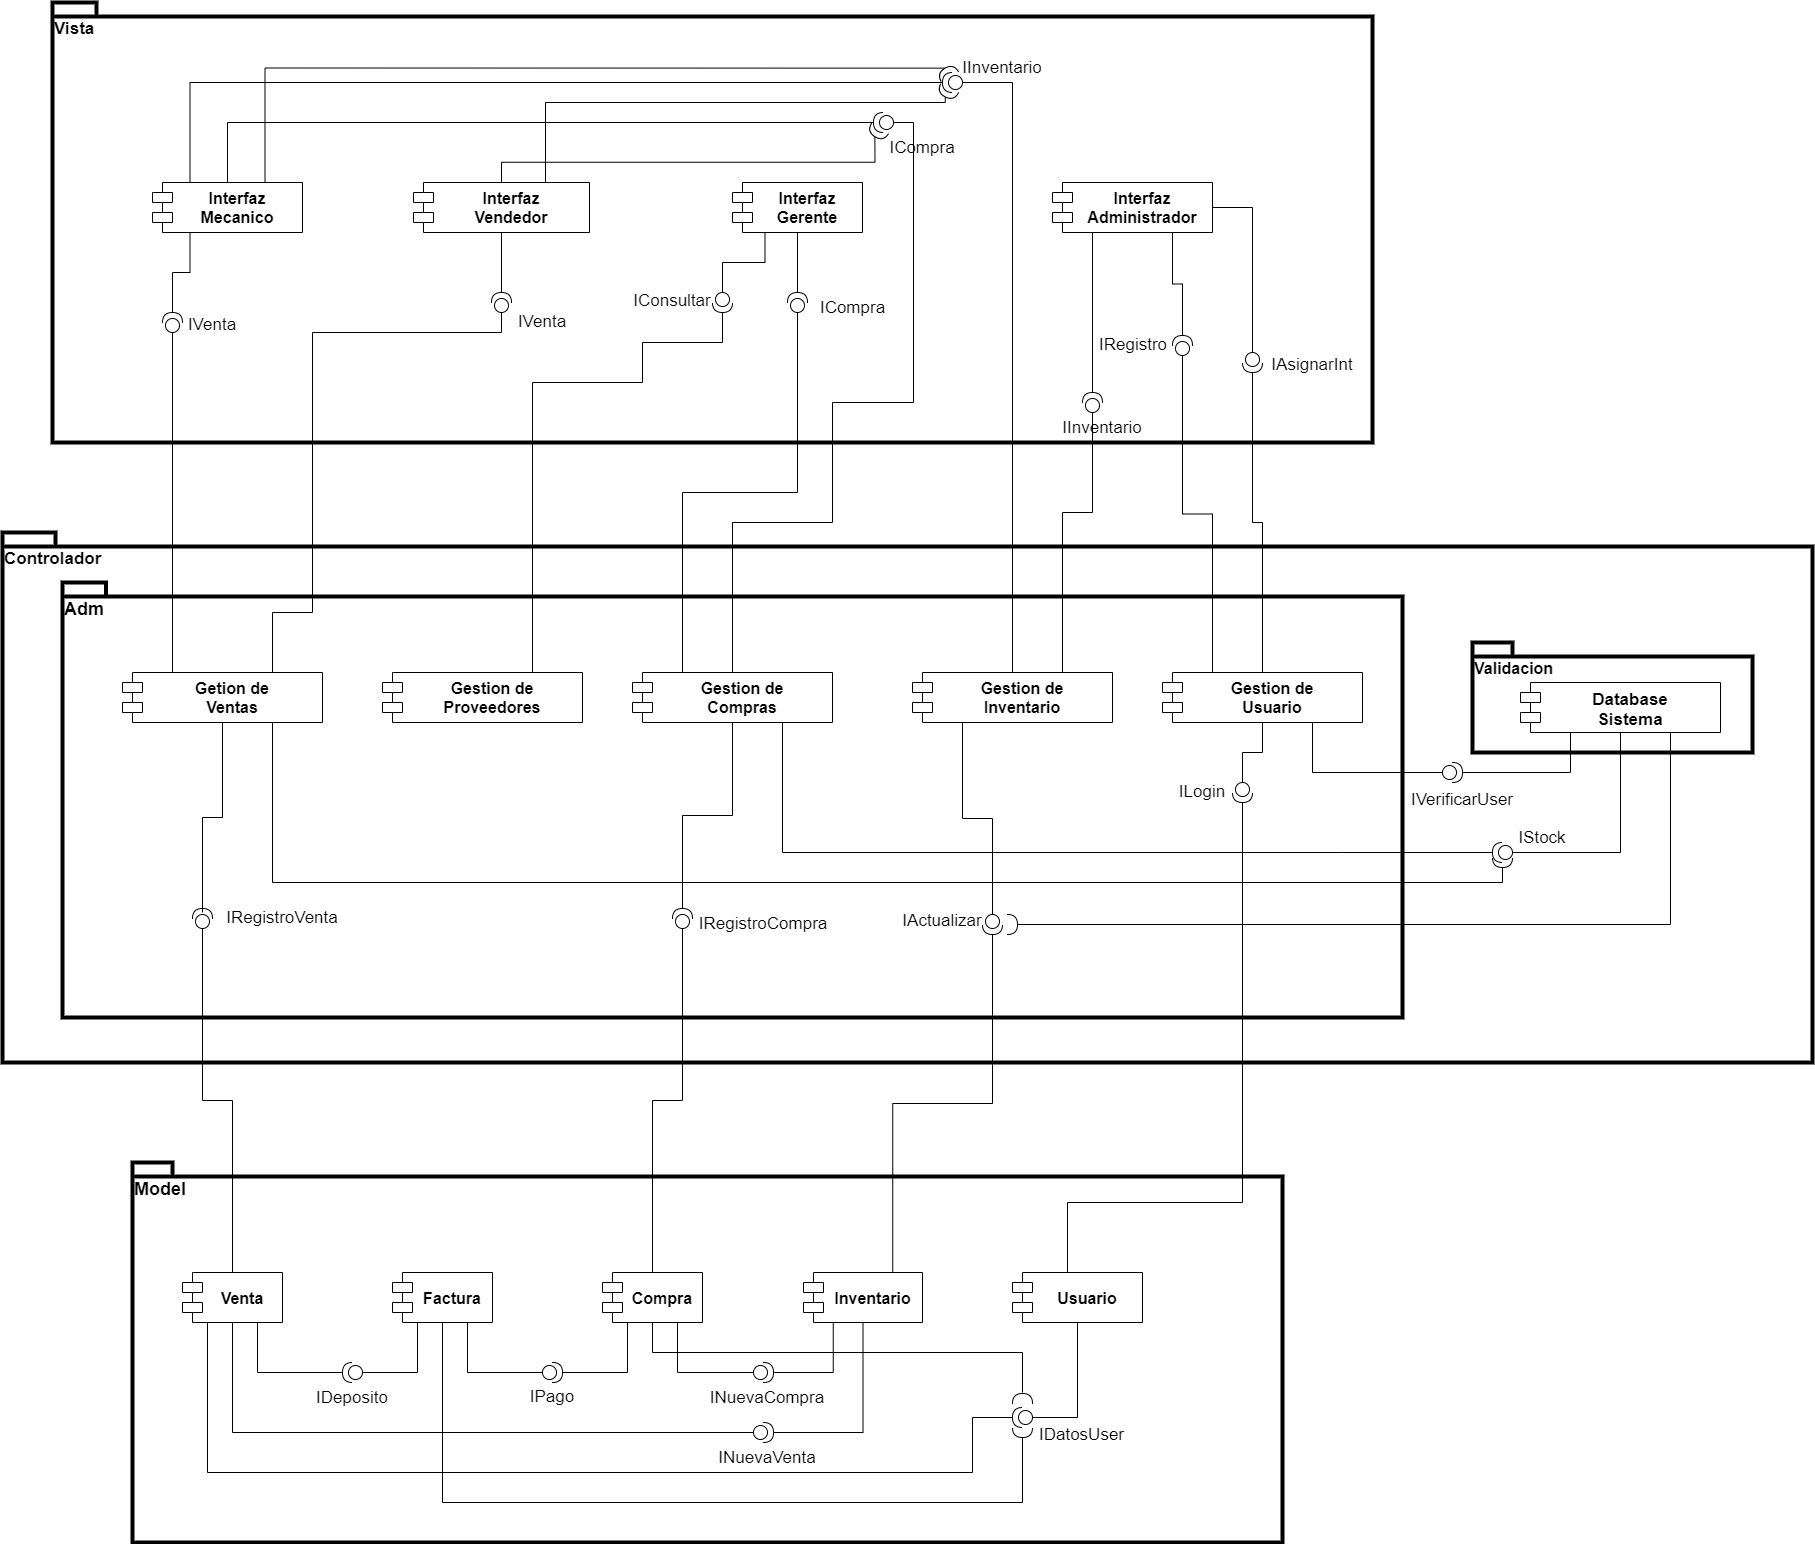 Vista
IInventario
ICompra
Interfaz
Mecanico
Interfaz
Vendedor
Interfaz
Gerente
Interfaz
Administrador
IVenta
IVenta
IConsultar
ICompra
IRegistro
IAsignarInt
IInventario
Controlador
Adm
Getion de
Ventas
Gestion de
Proveedores
Gestion de
Compras
Gestion de
Inventario
Gestion de
Usuario
Validacion
Database
Sistema
ILogin
IVerificarUser
IStock
IRegistroVenta
IRegistroCompra
IActualizar
Model
Venta
Factura
Compra
Inventario
Usuario
IDeposito
IPago
INuevaCompra
IDatosUser
INuevaVenta